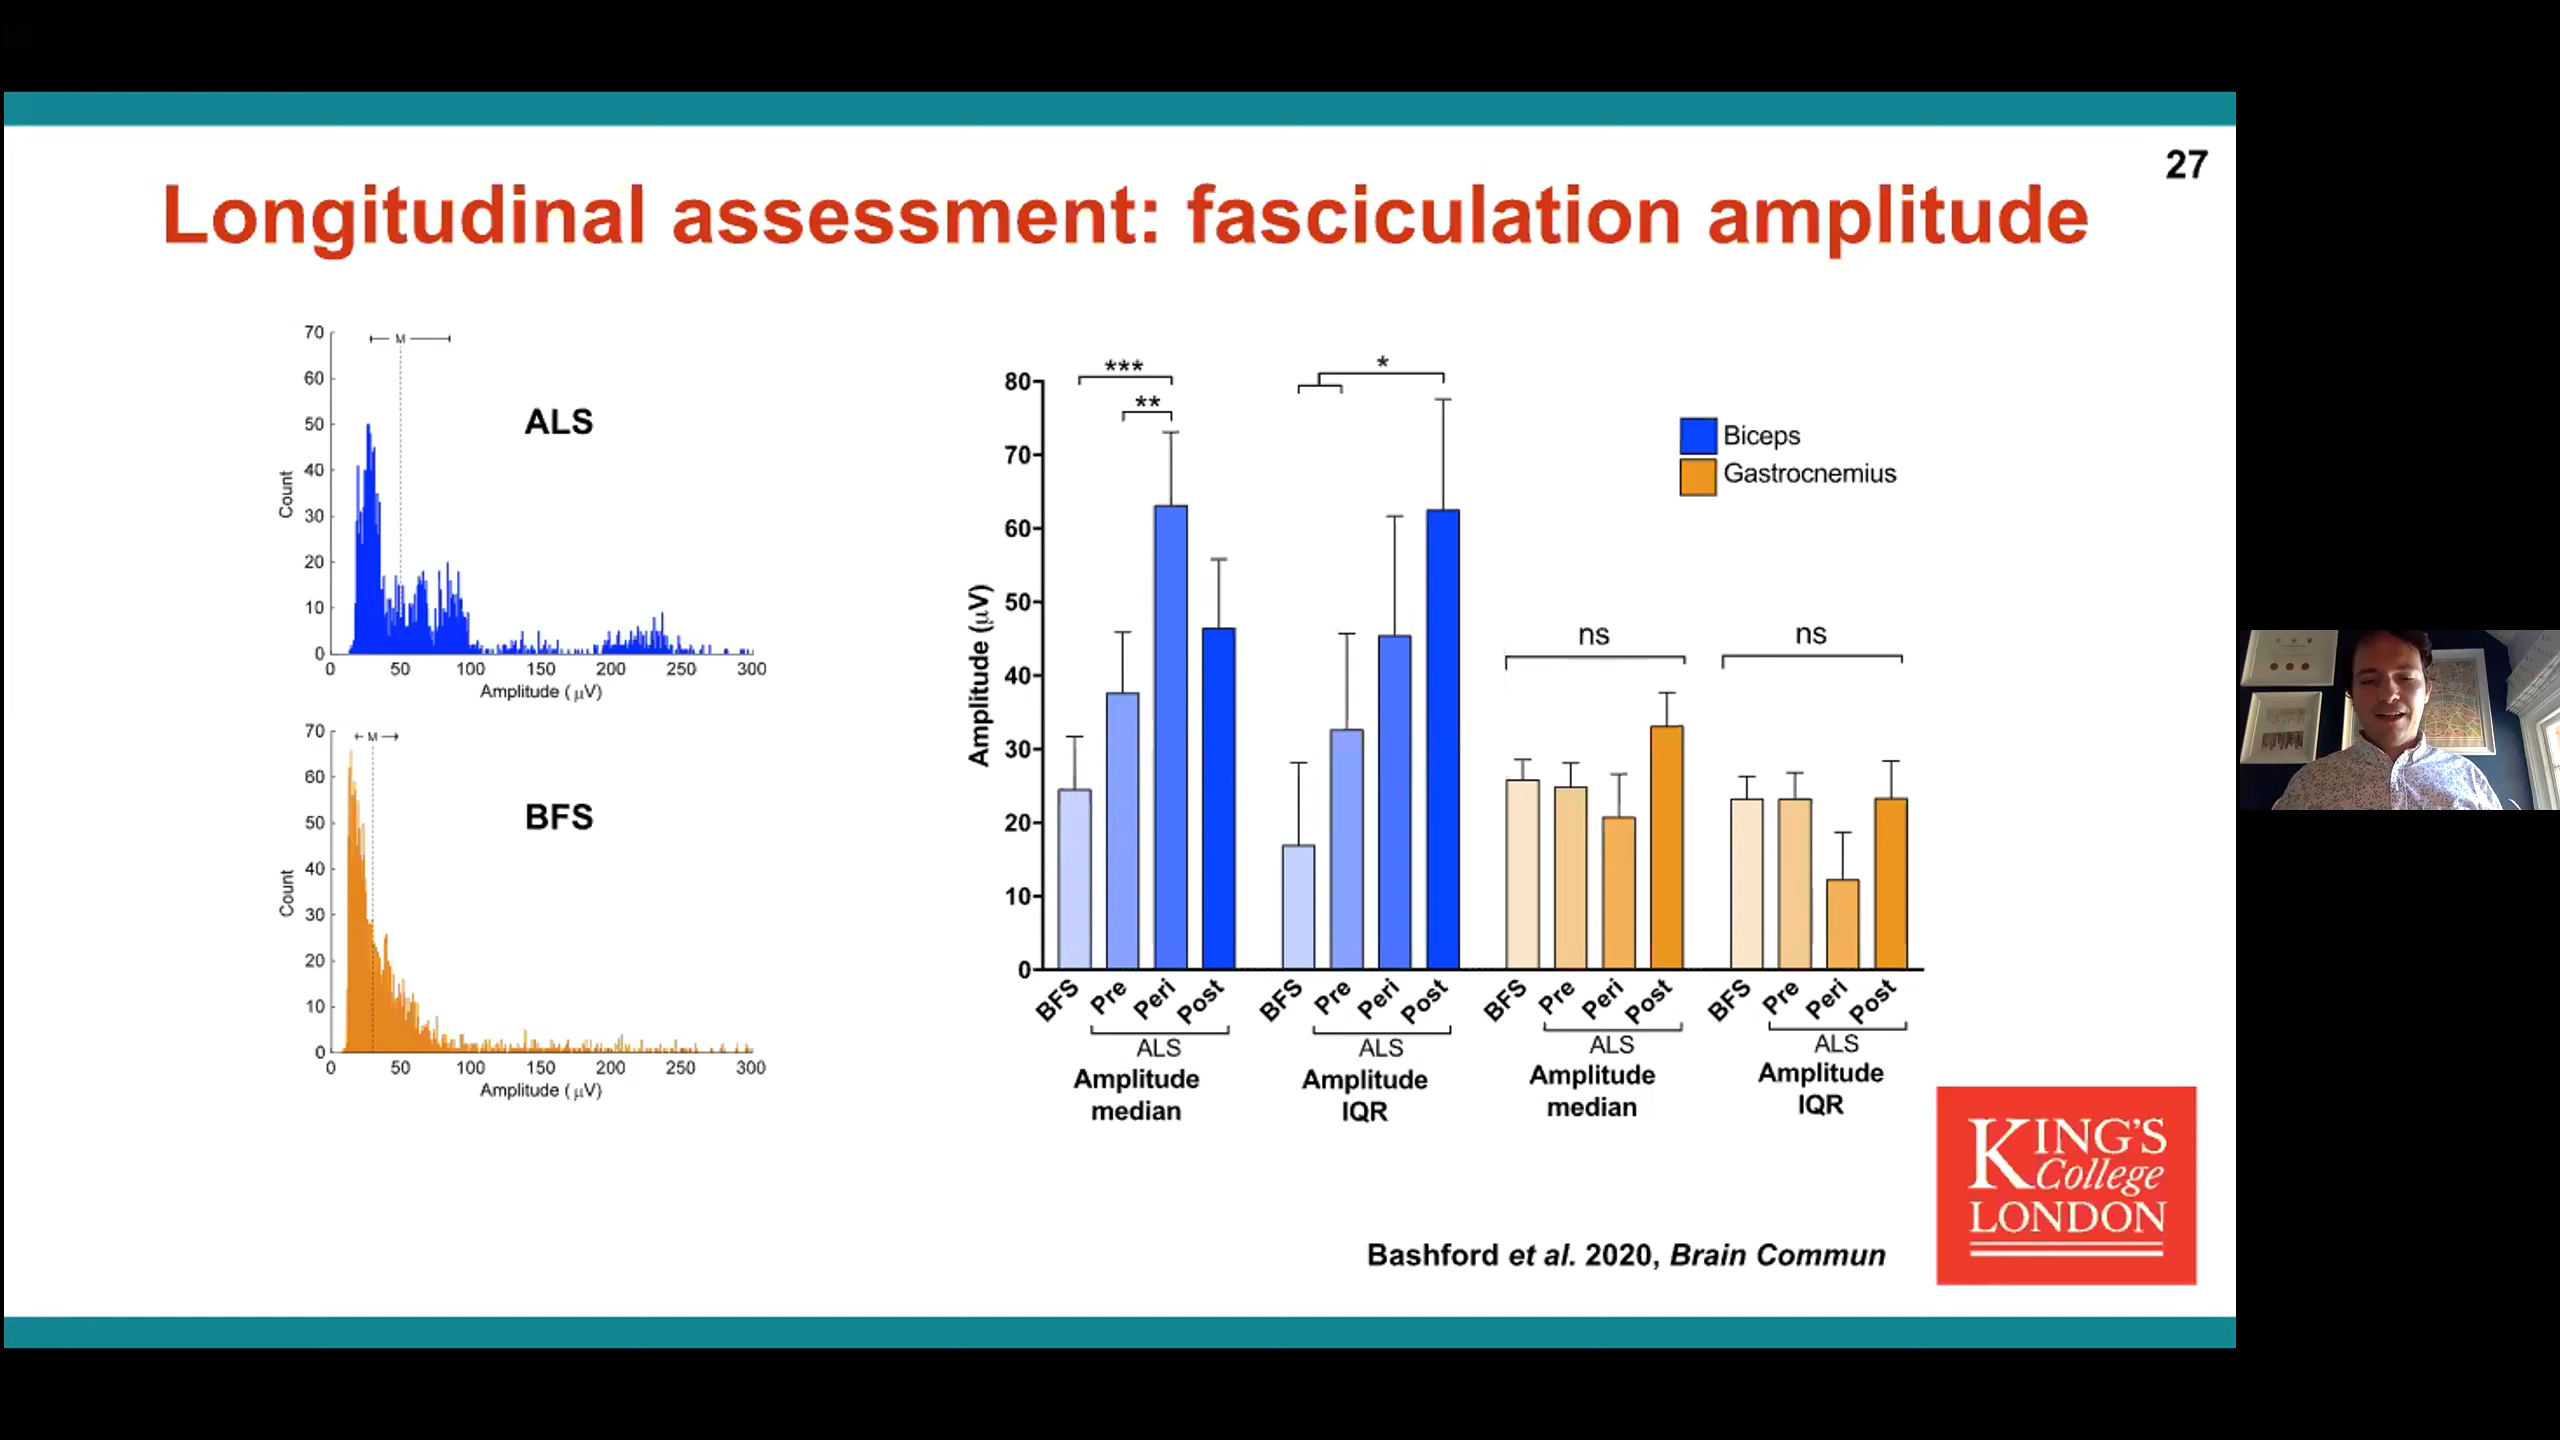 27
Longitudinal assessment: fasciculation amplitude
70
60
50
40
30
20
10
0
Count
M
ALS
0 50 100 150 200 250 300
Amplitude (μV)
70
60
50
40
30
20
10
0
Count
M
BFS
0 50 100 150 200 250 300
Amplitude (μV)
80
70
60
50
40
30
20
10
0
Amplitude (μV)
***
**
*
ns
ns
Biceps
Gastrocnemius
BFS Pre Peri Post
ALS
Amplitude
median
BFS Pre Peri Post
ALS
Amplitude
IQR
BFS Pre Peri Post
ALS
Amplitude
median
BFS Pre Peri Post
ALS
Amplitude
IQR
Bashford et al. 2020, Brain Commun
KING'S
College
LONDON